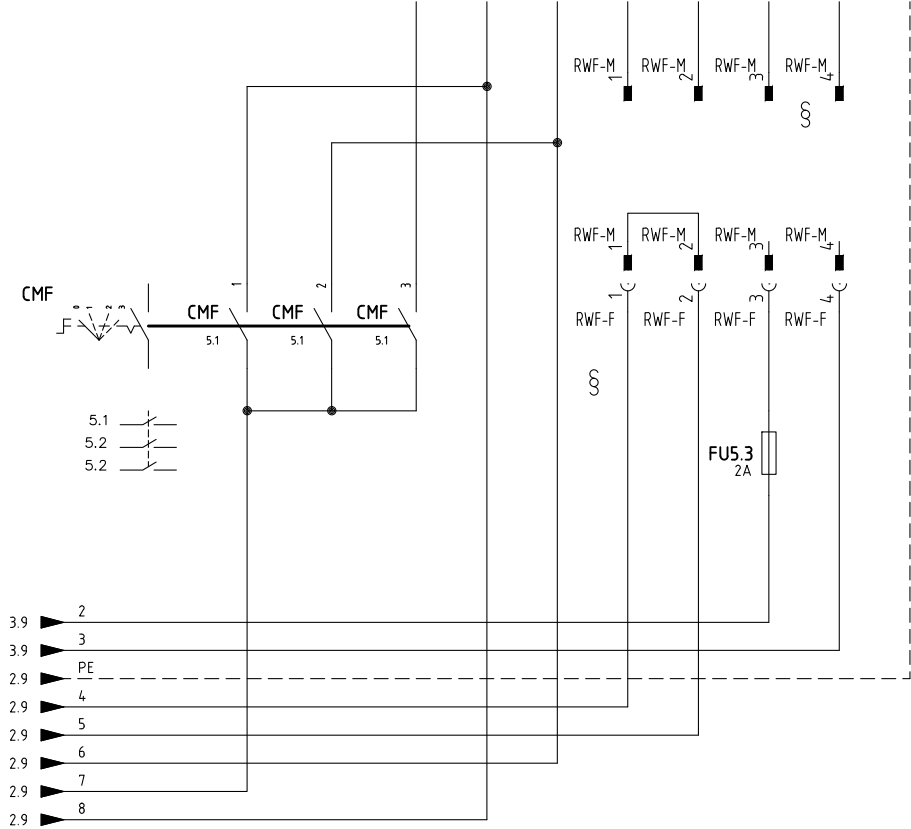 RWF-M RWF-M RWF-M RWF-M
1 2 3 4
§
RWF-M RWF-M RWF-M RWF-M
1 2 3 4
1 2 3
CMF
0 1 2 3
CMF CMF CMF
5.1 5.1 5.1
1 2 3 4
RWF-F RWF-F RWF-F RWF-F
§
5.1
5.2
5.2
FU5.3
2A
3.9 2
3.9 3
2.9 PE
2.9 4
2.9 5
2.9 6
2.9 7
2.9 8